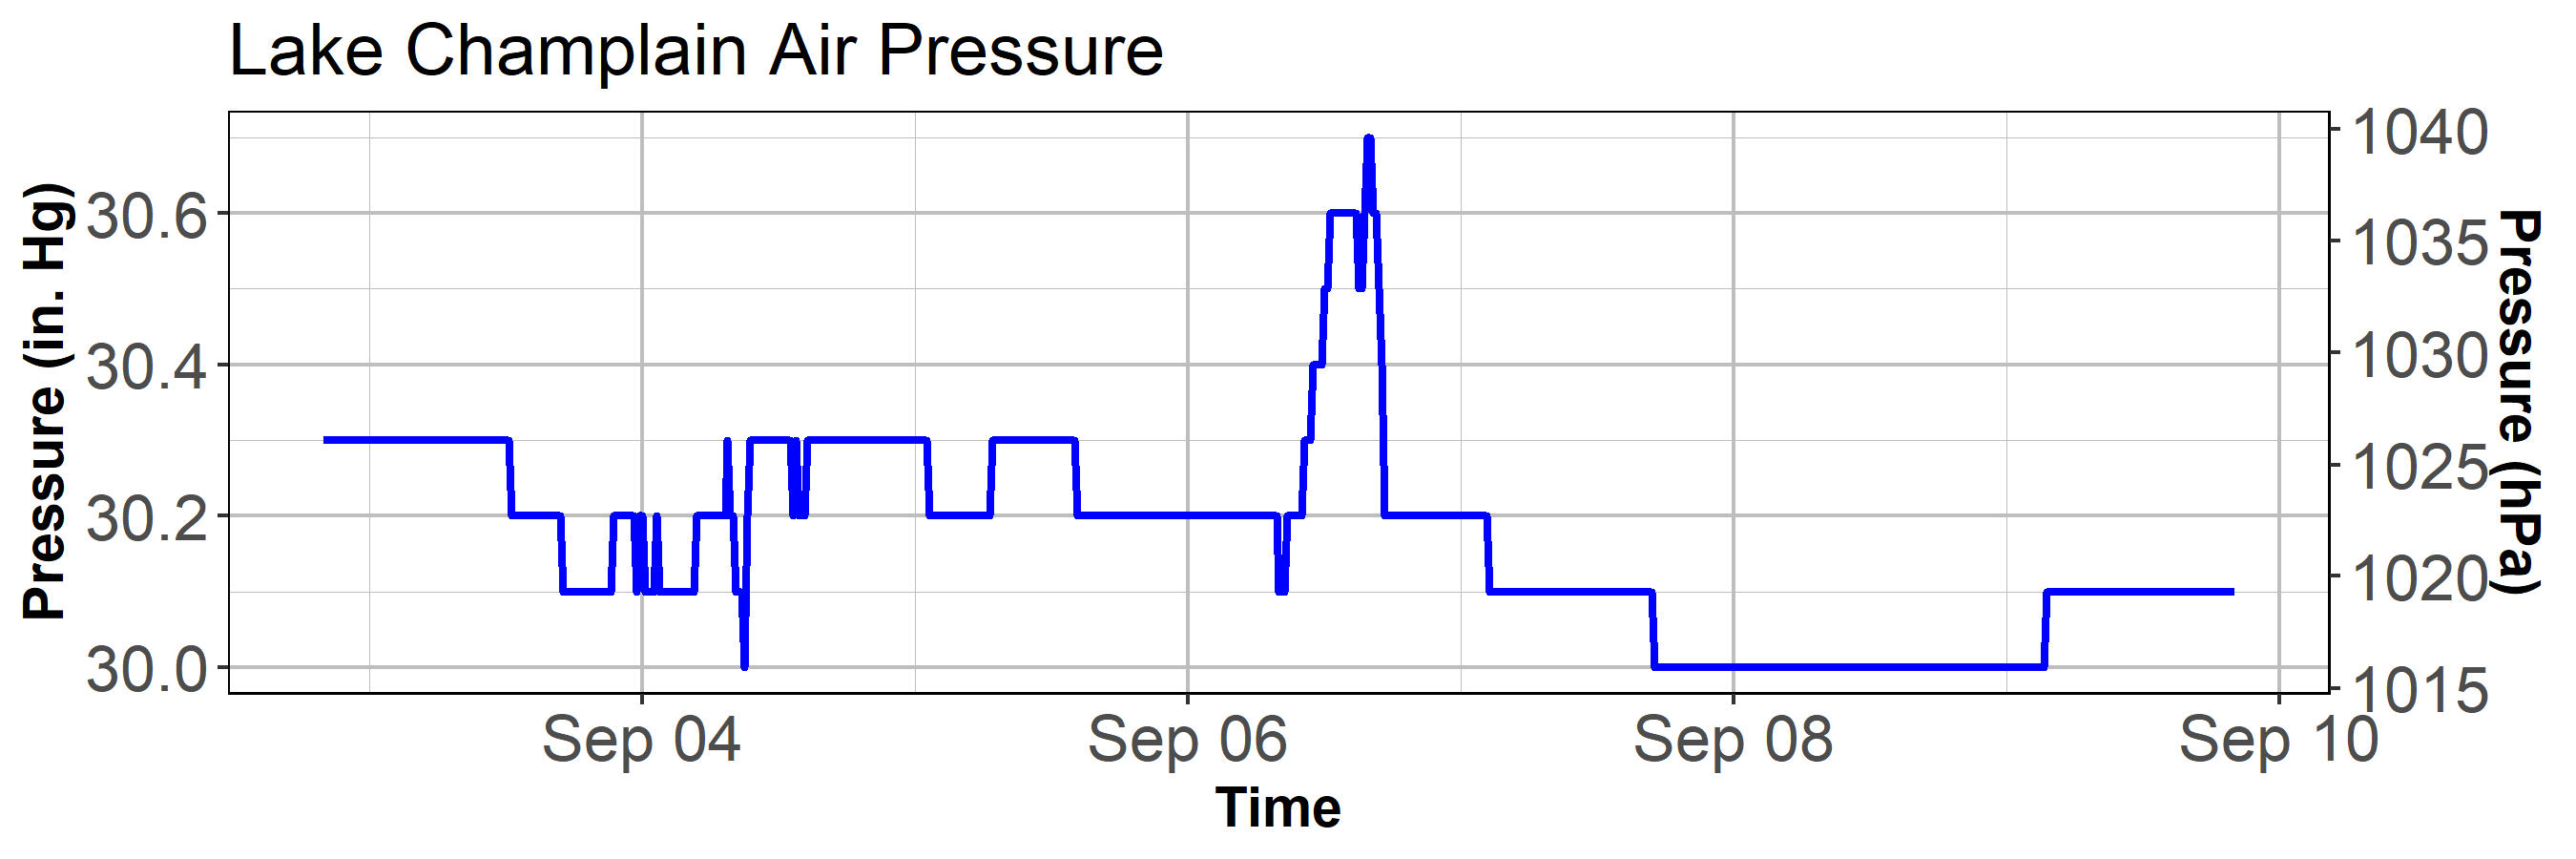 Lake Champlain Air Pressure
Pressure (in. Hg)
30.6
30.4
30.2
30.0
1040
1035
1030
1025
1020
1015
Pressure (hPa)
Sep 04 Sep 06 Sep 08 Sep 10
Time